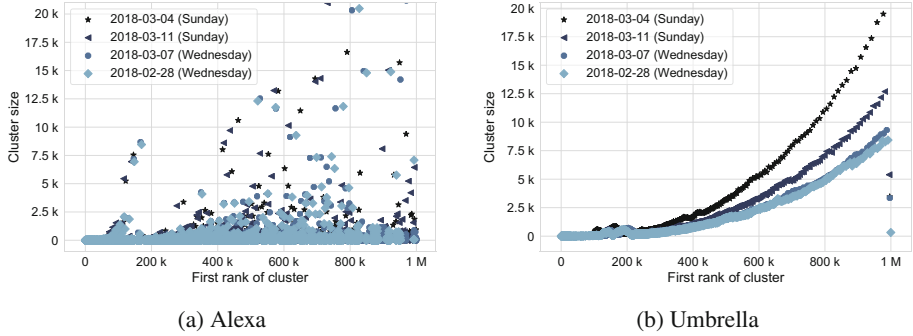 20 k
17.5 k
15 k
12.5 k
10 k
7.5 k
5 k
2.5 k
0
Cluster size
2018-03-04 (Sunday)
2018-03-11 (Sunday)
2018-03-07 (Wednesday)
2018-02-28 (Wednesday)
0 200 k 400 k 600 k 800 k 1 M
First rank of cluster
(a) Alexa
20 k
17.5 k
15 k
12.5 k
10 k
7.5 k
5 k
2.5 k
0
Cluster size
2018-03-04 (Sunday)
2018-03-11 (Sunday)
2018-03-07 (Wednesday)
2018-02-28 (Wednesday)
0 200 k 400 k 600 k 800 k 1 M
First rank of cluster
(b) Umbrella